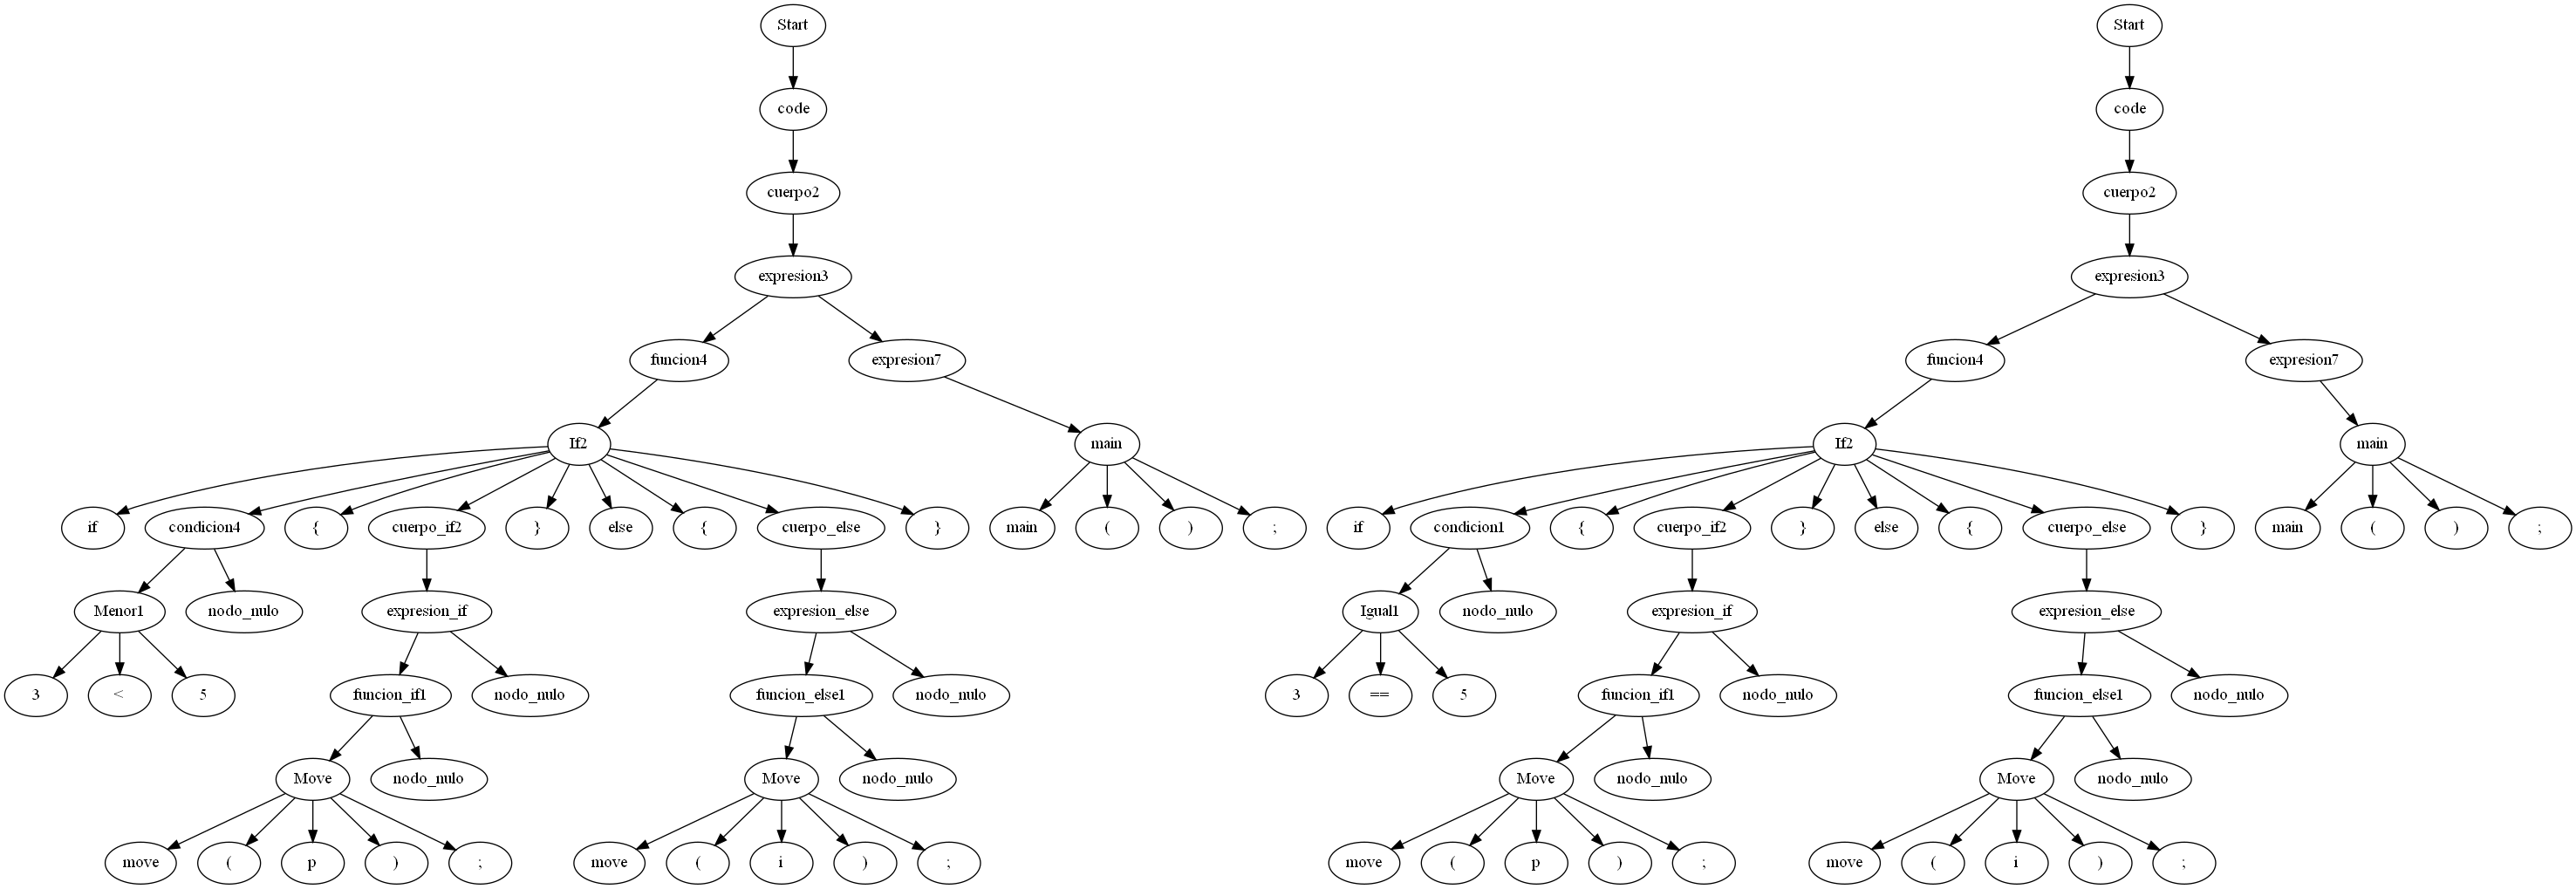 Start Start
code code
cuerpo2 cuerpo2
expresion3 expresion3
funcion4 expresion7 funcion4 expresion7
If2 main If2 main
if condicion4 { cuerpo_if2 } else { cuerpo_else } main ( ) ; if condicion1 { cuerpo_if2 } else { cuerpo_else } main ( ) ;
Menor1 nodo_nulo expresion_if expresion_else Igual1 nodo_nulo expresion_if expresion_else
3 < 5 funcion_if1 nodo_nulo funcion_else1 nodo_nulo 3 == 5 funcion_if1 nodo_nulo funcion_else1 nodo_nulo
Move nodo_nulo Move nodo_nulo Move nodo_nulo Move nodo_nulo
move ( p ) ; move ( i ) ; move ( p ) ; move ( i ) ;